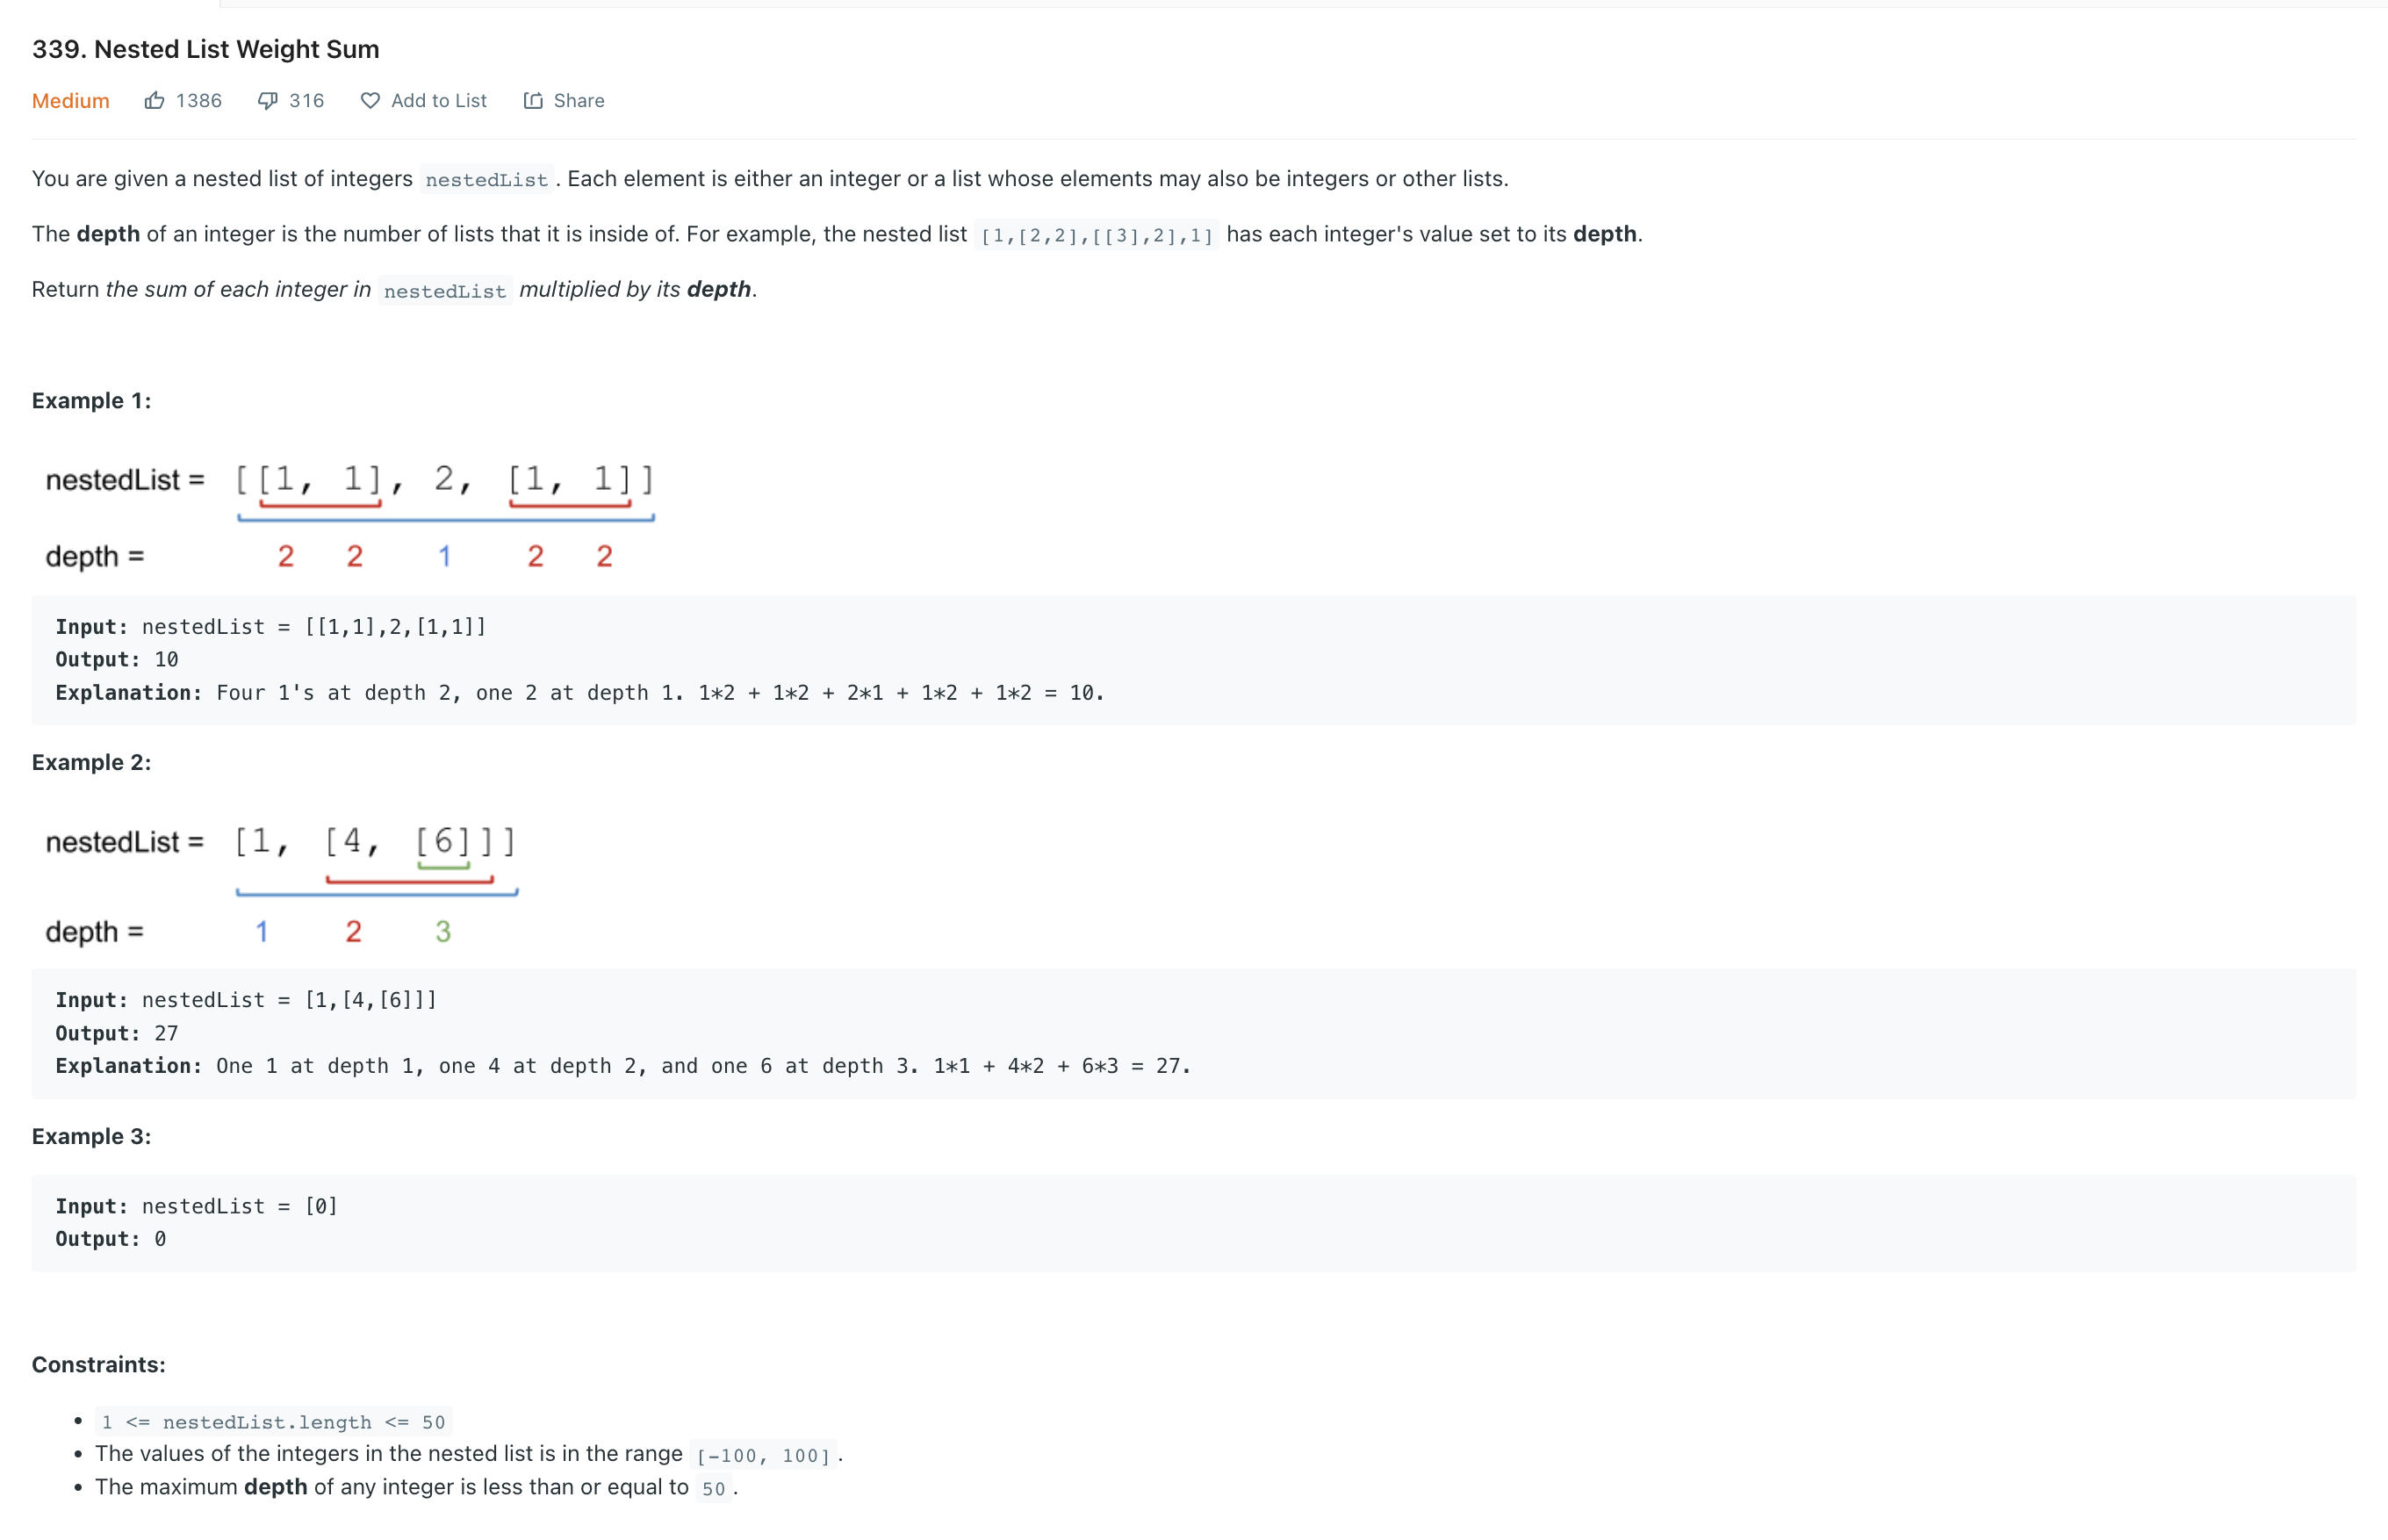 339. Nested List Weight Sum
Medium 1386 316 Add to List Share
You are given a nested list of integers nestedList . Each element is either an integer or a list whose elements may also be integers or other lists.
The depth of an integer is the number of lists that it is inside of. For example, the nested list [1,[2,2],[[3],2],1] has each integer's value set to its depth.
Return the sum of each integer in nestedList multiplied by its depth.
Example 1:
nestedList = [[1, 1], 2, [1, 1]]
depth = 2 2 1 2 2
Input: nestedList = [[1,1],2,[1,1]]
Output: 10
Explanation: Four 1's at depth 2, one 2 at depth 1. 1*2 + 1*2 + 2*1 + 1*2 + 1*2 = 10.
Example 2:
nestedList = [1, [4, [6]]]
depth = 1 2 3
Input: nestedList = [1,[4,[6]]]
Output: 27
Explanation: One 1 at depth 1, one 4 at depth 2, and one 6 at depth 3. 1*1 + 4*2 + 6*3 = 27.
Example 3:
Input: nestedList = [0]
Output: 0
Constraints:
• 1 <= nestedList.length <= 50
• The values of the integers in the nested list is in the range [-100, 100] .
• The maximum depth of any integer is less than or equal to 50 .